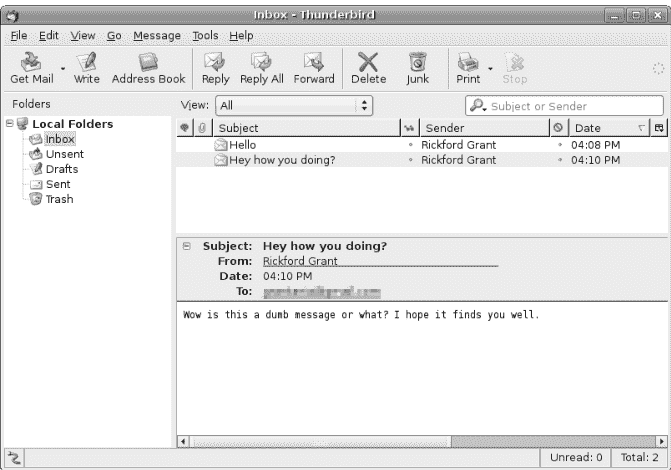 Inbox - Thunderbird
File Edit View Go Message Tools Help
Get Mail Write Address Book Reply Reply All Forward Delete Junk Print Stop
Folders View: All Subject or Sender
Local Folders
Inbox
Unsent
Drafts
Sent
Trash
Subject Sender Date
Hello Rickford Grant 04:08 PM
Hey how you doing? Rickford Grant 04:10 PM
Subject: Hey how you doing?
From: Rickford Grant
Date: 04:10 PM
To:
Wow is this a dumb message or what? I hope it finds you well.
Unread: 0 Total: 2